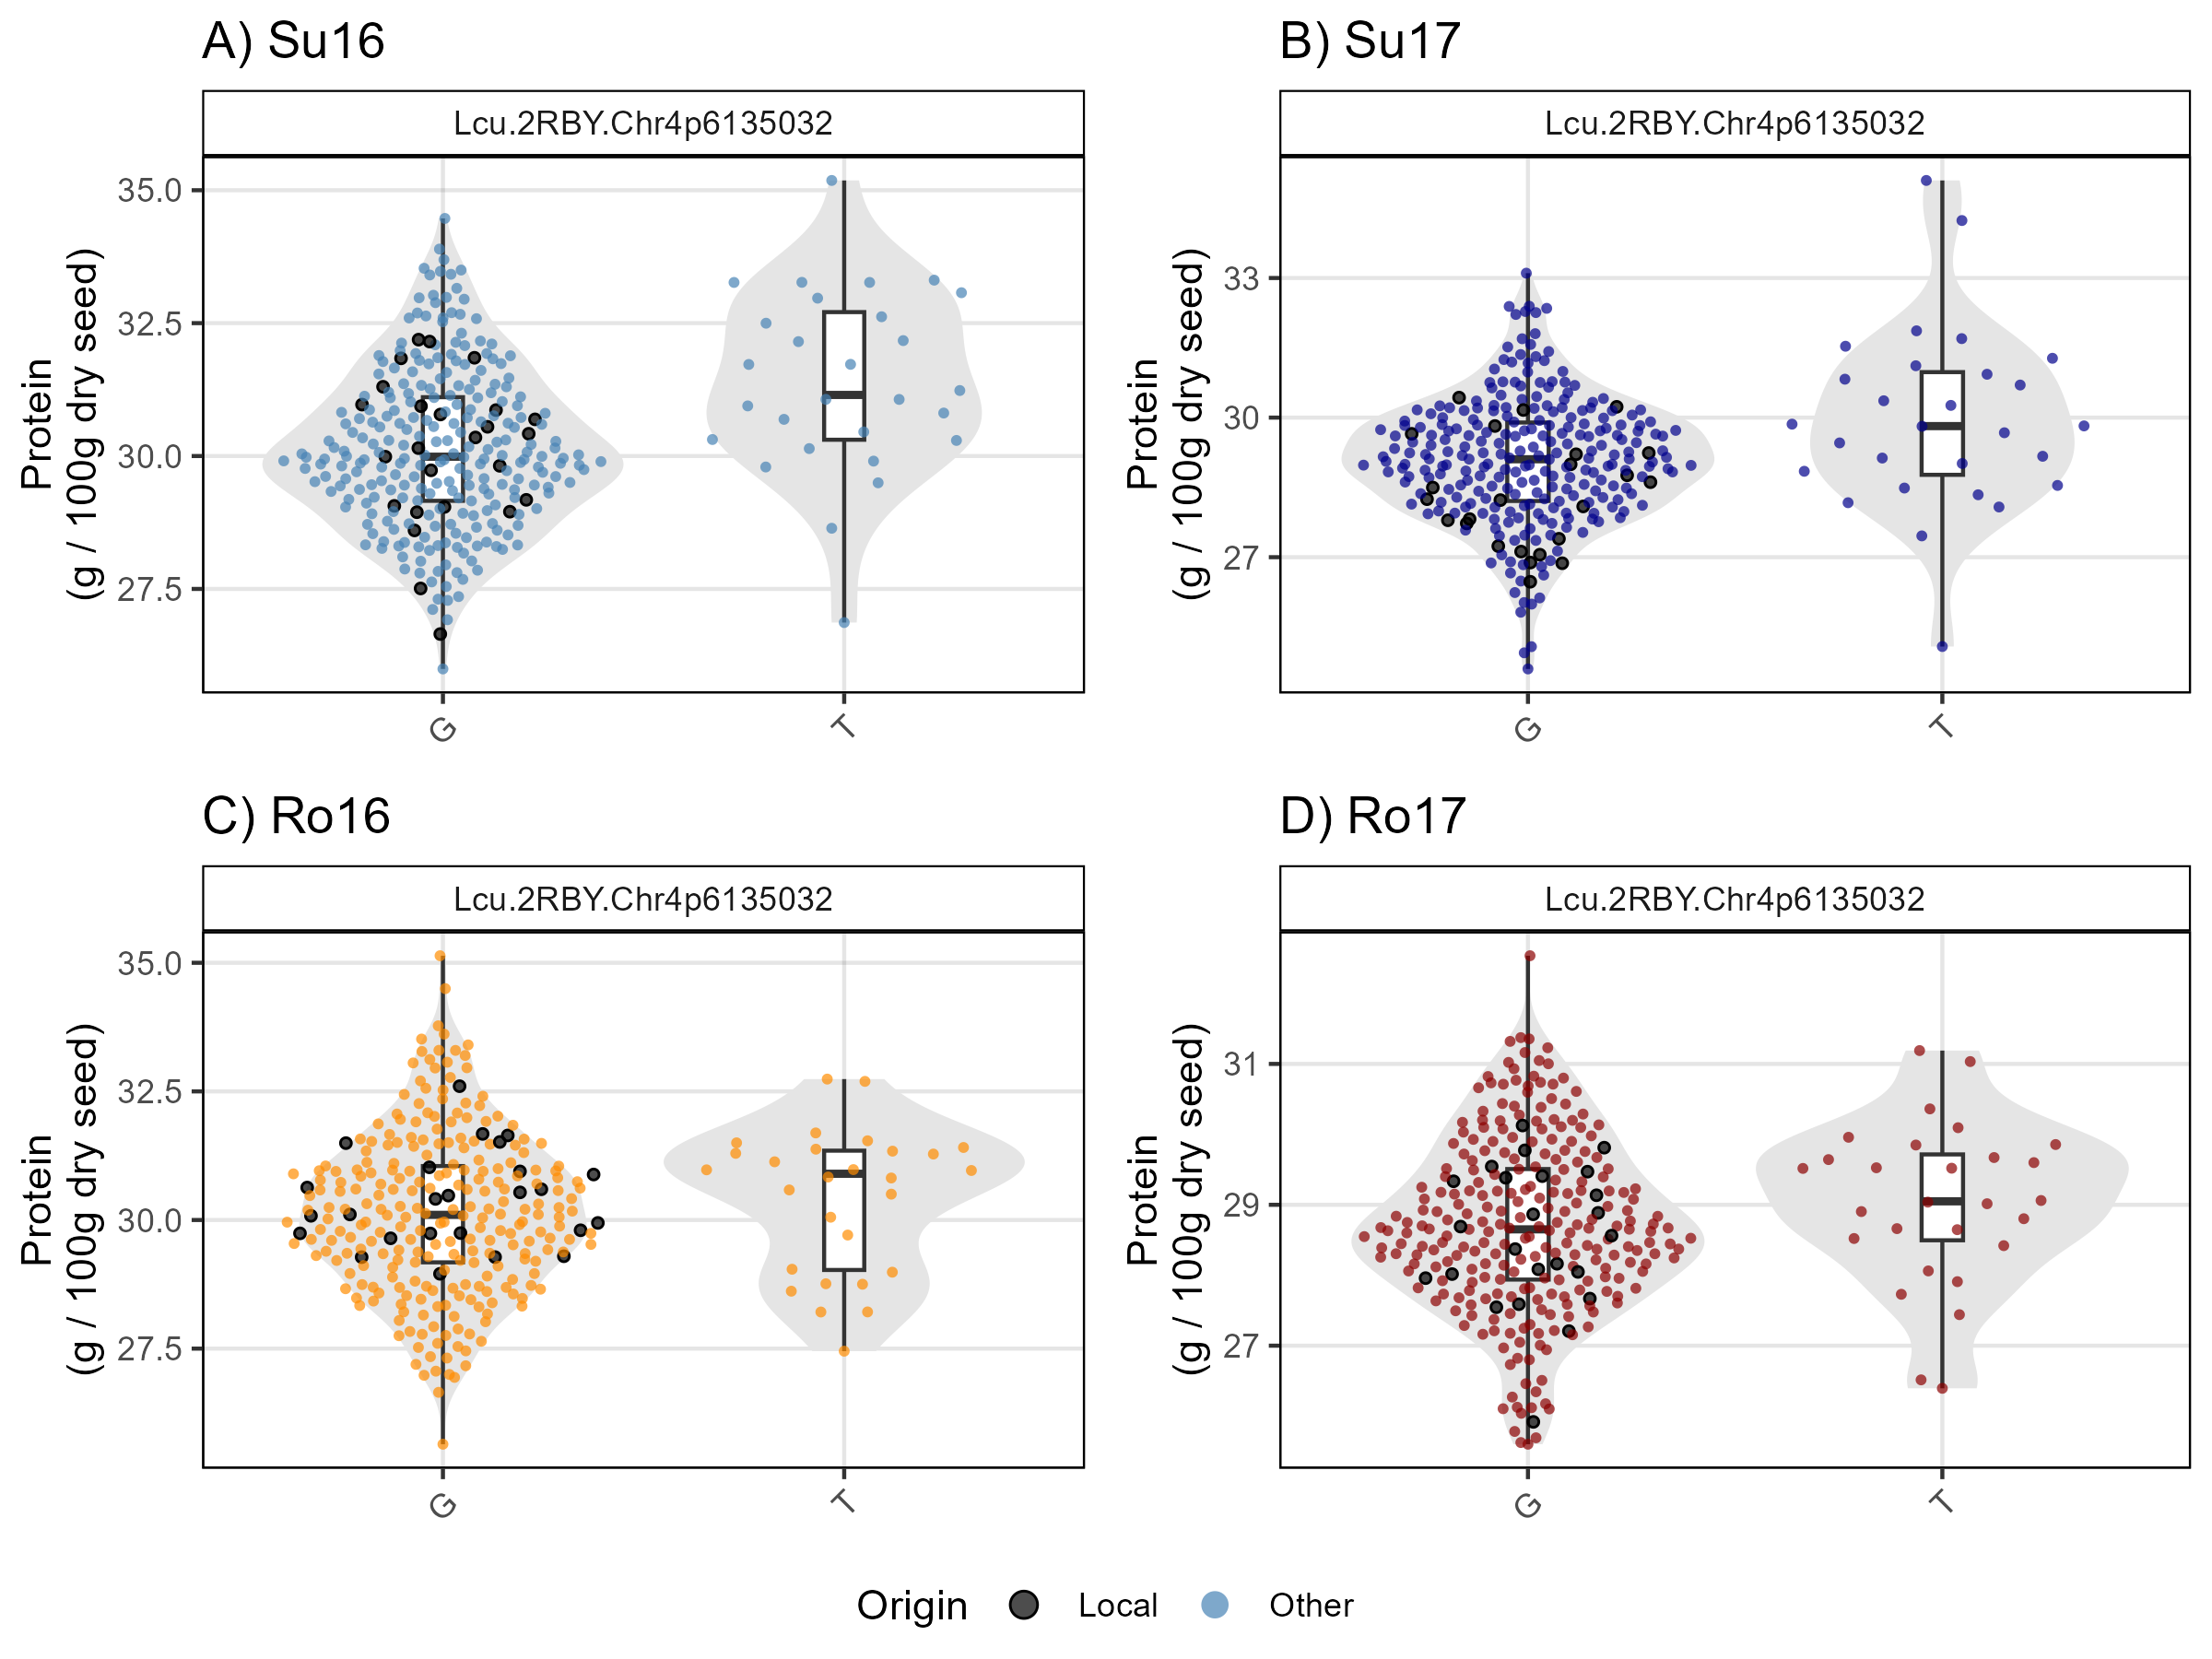 A) Su16
Lcu.2RBY.Chr4p6135032
Protein
(g / 100g dry seed)
35.0
32.5
30.0
27.5
G
T
B) Su17
Lcu.2RBY.Chr4p6135032
Protein
(g / 100g dry seed)
33
30
27
G
T
C) Ro16
Lcu.2RBY.Chr4p6135032
Protein
(g / 100g dry seed)
35.0
32.5
30.0
27.5
G
T
D) Ro17
Lcu.2RBY.Chr4p6135032
Protein
(g / 100g dry seed)
31
29
27
G
T
Origin Local Other